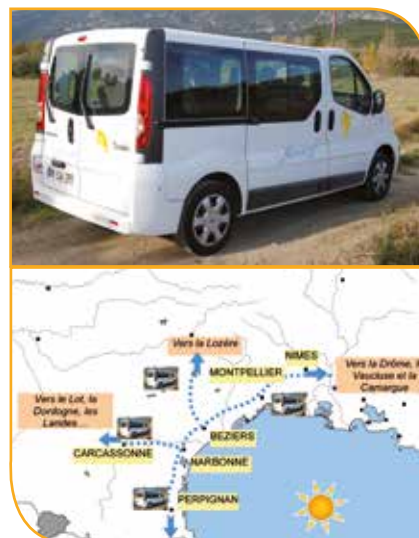 Vers la Lozère
NIMES
MONTPELLIER
Vers la Drôme, le
Vaucluse et la
Camargue
Vers le Lot, la
Dordogne, les
Landes...
BEZIERS
CARCASSONNE
NARBONNE
PERPIGNAN